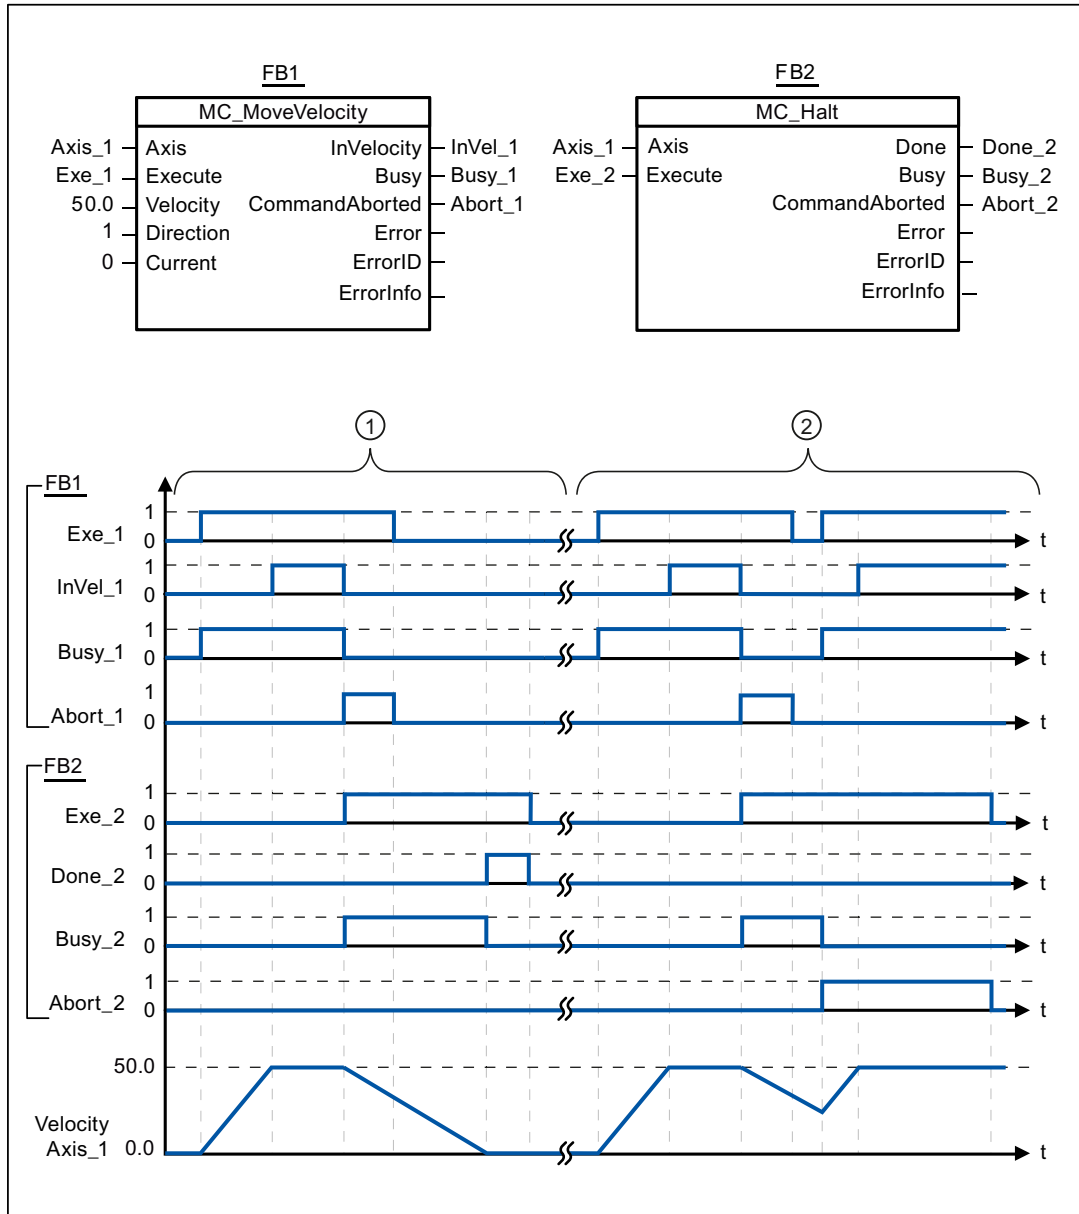 FB1
FB2
MC_MoveVelocity
MC_Halt
Axis_1 Axis InVelocity InVel_1
Exe_1 Execute Busy Busy_1
50.0 Velocity CommandAborted Abort_1
1 Direction Error
0 Current ErrorID
ErrorInfo
Axis_1 Axis Done Done_2
Exe_2 Execute Busy Busy_2
CommandAborted Abort_2
Error
ErrorID
ErrorInfo
1 2
FB1
1
Exe_1 0 t
1
InVel_1 0 t
1
Busy_1 0 t
1
Abort_1 0 t
FB2
1
Exe_2 0 t
1
Done_2 0 t
1
Busy_2 0 t
1
Abort_2 0 t
50.0
Velocity
Axis_1 0.0 t